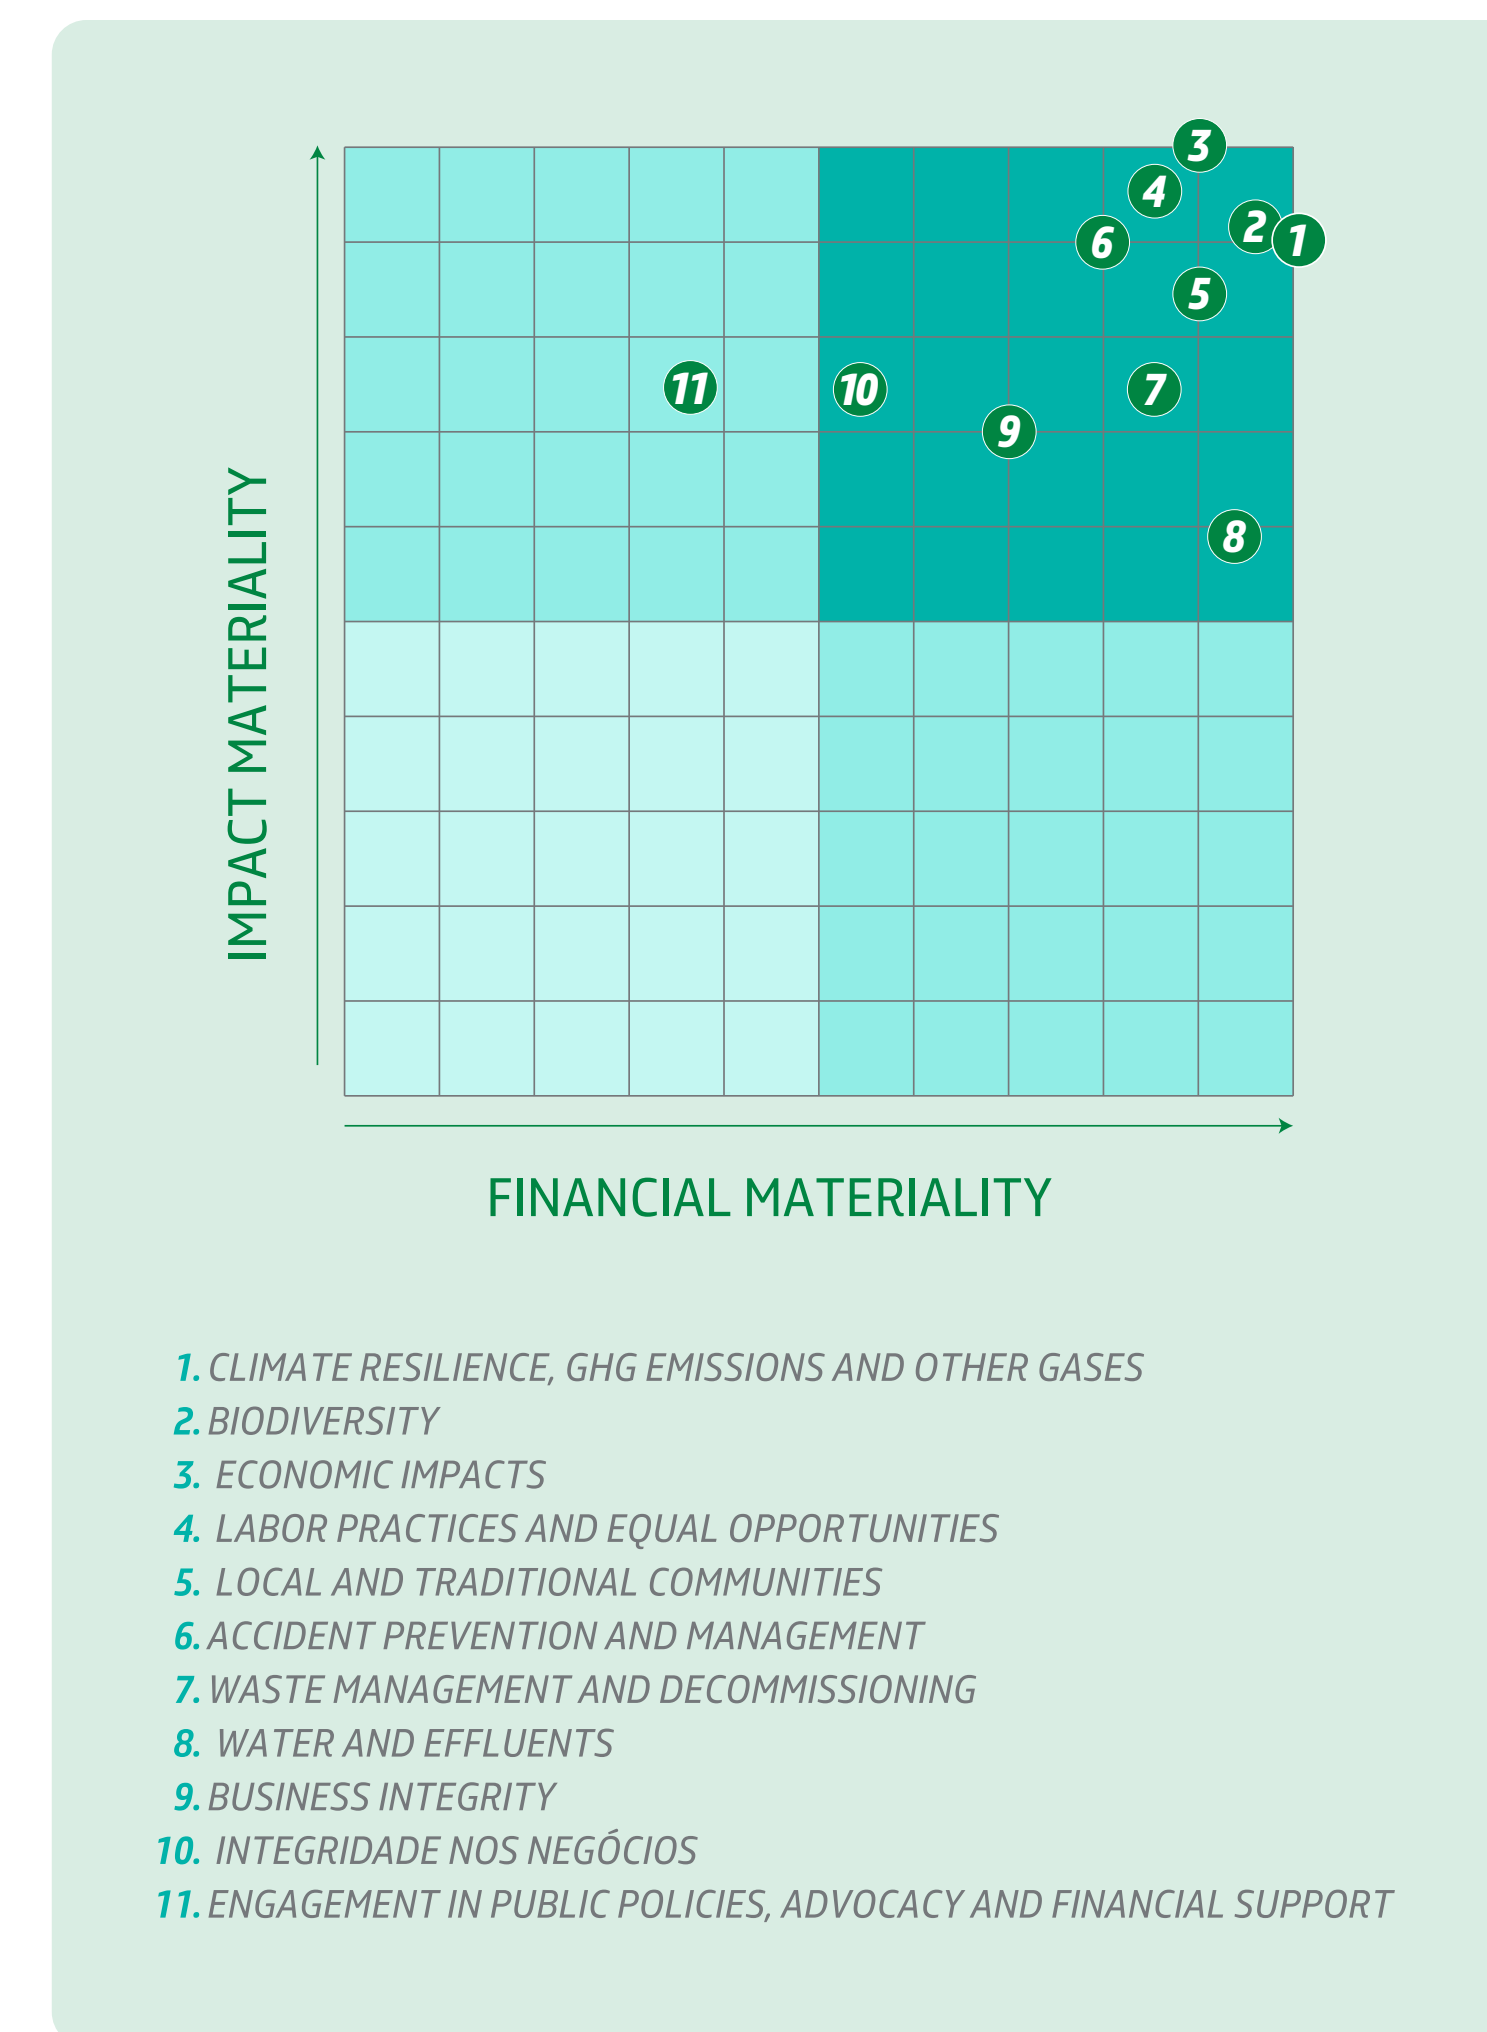 3
4
2
1
6
5
11
10
7
9
8
IMPACT MATERIALITY
FINANCIAL MATERIALITY
1. CLIMATE RESILIENCE, GHG EMISSIONS AND OTHER GASES
2. BIODIVERSITY
3. ECONOMIC IMPACTS
4. LABOR PRACTICES AND EQUAL OPPORTUNITIES
5. LOCAL AND TRADITIONAL COMMUNITIES
6. ACCIDENT PREVENTION AND MANAGEMENT
7. WASTE MANAGEMENT AND DECOMMISSIONING
8. WATER AND EFFLUENTS
9. BUSINESS INTEGRITY
10. INTEGRIDADE NOS NEGÓCIOS
11. ENGAGEMENT IN PUBLIC POLICIES, ADVOCACY AND FINANCIAL SUPPORT